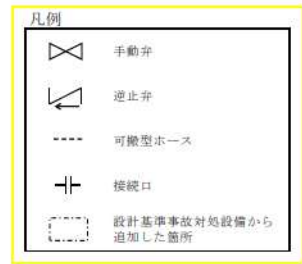 凡例
手動弁
逆止弁
可搬型ホース
接続口
設計基準事故対処設備から
追加した箇所